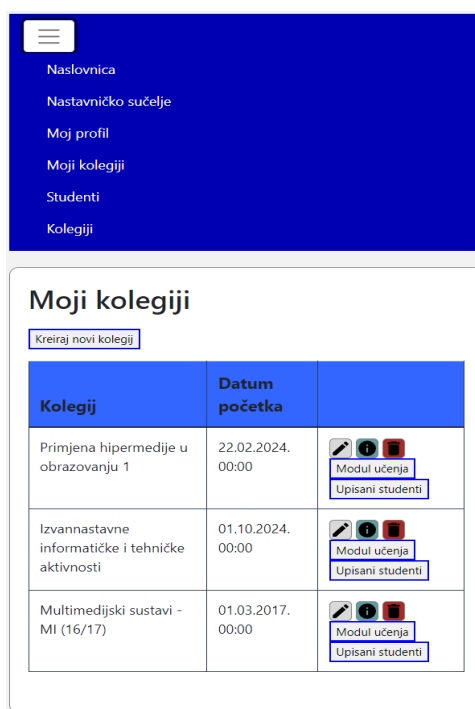 Naslovnica
Nastavničko sučelje
Moj profil
Moji kolegiji
Studenti
Kolegiji
Moji kolegiji
Kreiraj novi kolegij
Kolegij
Datum
početka
Primjena hipermedije u
obrazovanju 1
22.02.2024.
00:00
Modul učenja
Upisani studenti
Izvannastavne
informatičke i tehničke
aktivnosti
01.10.2024.
00:00
Modul učenja
Upisani studenti
Multimedijski sustavi -
MI (16/17)
01.03.2017.
00:00
Modul učenja
Upisani studenti